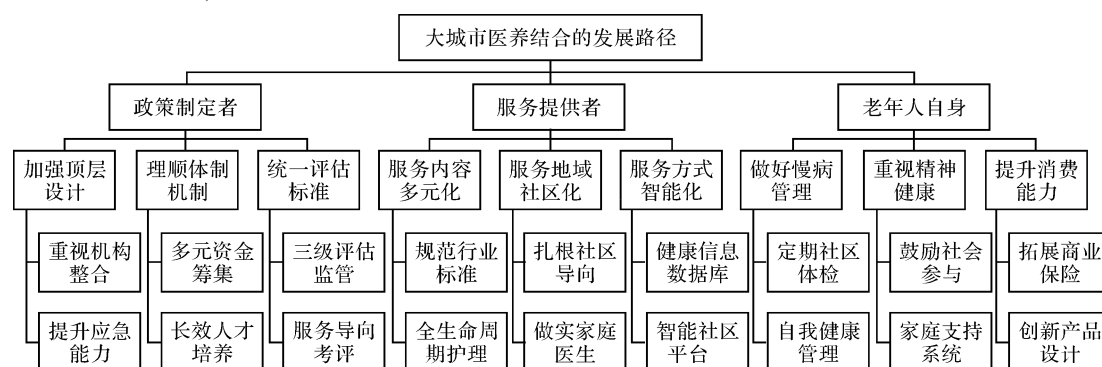 大城市医养结合的发展路径
政策制定者
服务提供者
老年人自身
加强顶层
设计
理顺体制
机制
统一评估
标准
服务内容
多元化
服务地域
社区化
服务方式
智能化
做好慢病
管理
重视精神
健康
提升消费
能力
重视机构
整合
多元资金
筹集
三级评估
监管
规范行业
标准
扎根社区
导向
健康信息
数据库
定期社区
体检
鼓励社会
参与
拓展商业
保险
提升应急
能力
长效人才
培养
服务导向
考评
全生命周
期护理
做实家庭
医生
智能社区
平台
自我健康
管理
家庭支持
系统
创新产品
设计